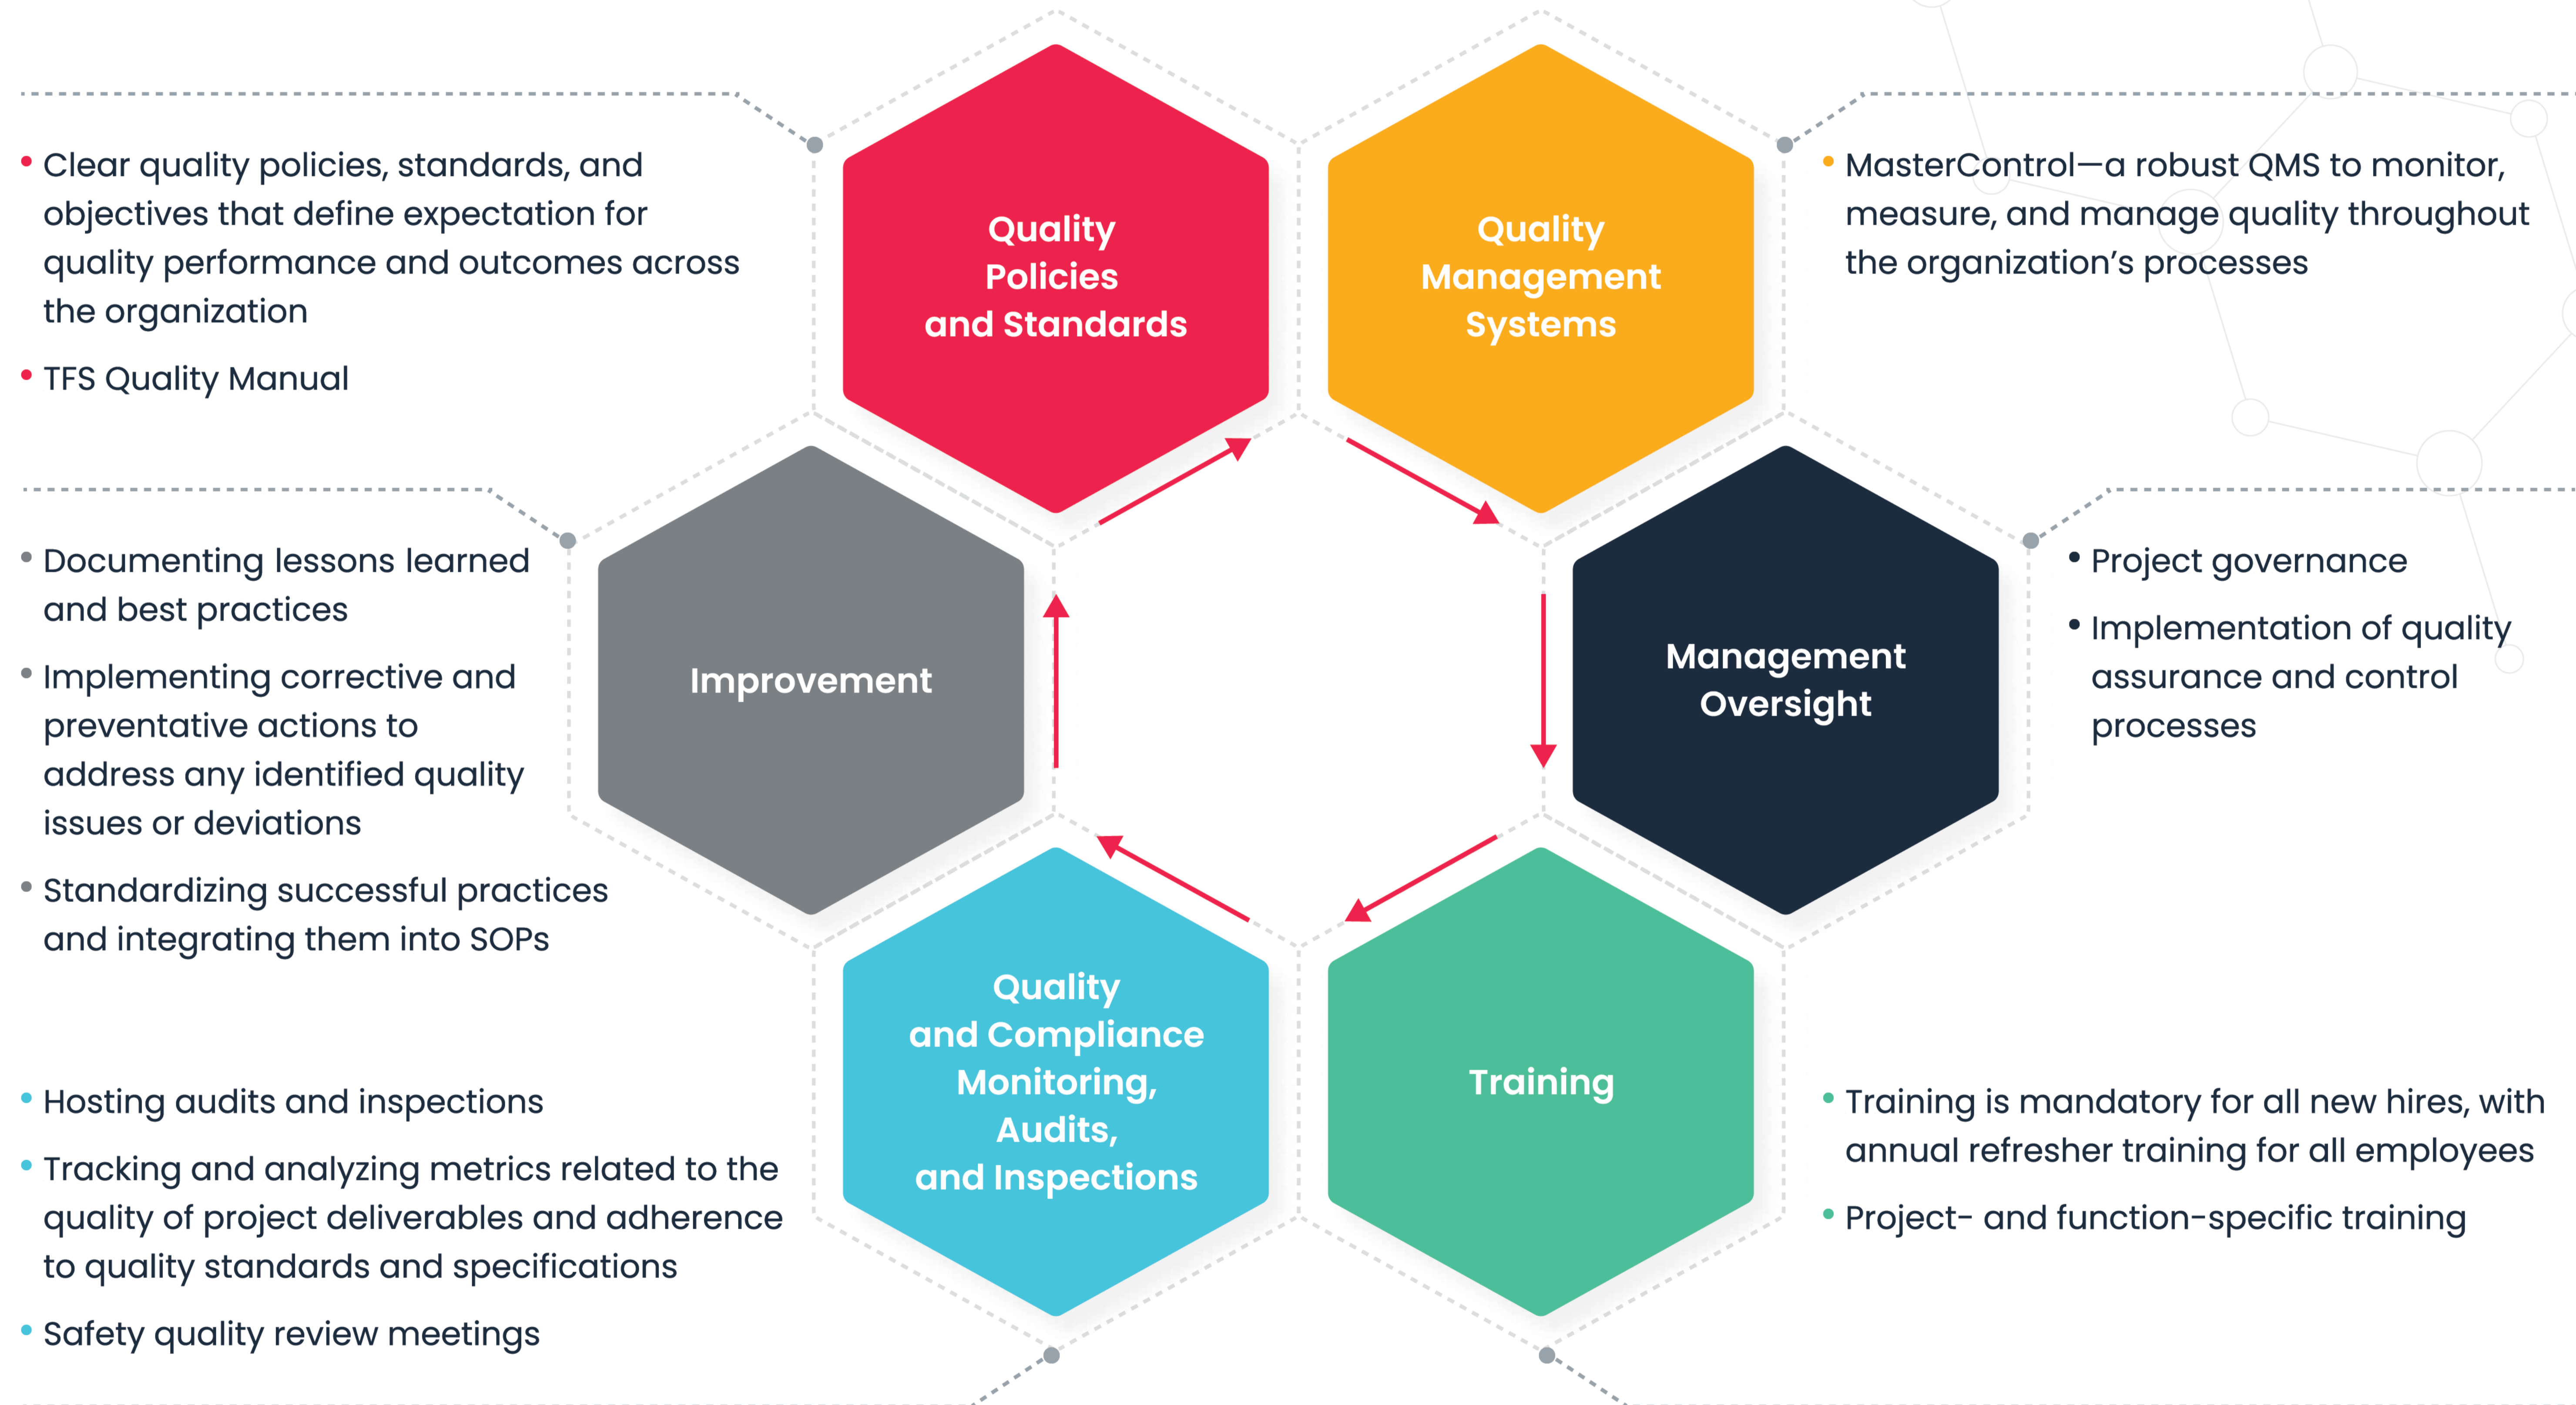 • Clear quality policies, standards, and
objectives that define expectation for
quality performance and outcomes across
the organization
• TFS Quality Manual
Quality
Policies
and Standards
Quality
Management
Systems
• MasterControl—a robust QMS to monitor,
measure, and manage quality throughout
the organization’s processes
• Documenting lessons learned
and best practices
• Implementing corrective and
preventative actions to
address any identified quality
issues or deviations
• Standardizing successful practices
and integrating them into SOPs
Improvement
Management
Oversight
• Project governance
• Implementation of quality
assurance and control
processes
• Hosting audits and inspections
• Tracking and analyzing metrics related to the
quality of project deliverables and adherence
to quality standards and specifications
• Safety quality review meetings
Quality
and Compliance
Monitoring,
Audits,
and Inspections
Training
• Training is mandatory for all new hires, with
annual refresher training for all employees
• Project- and function-specific training